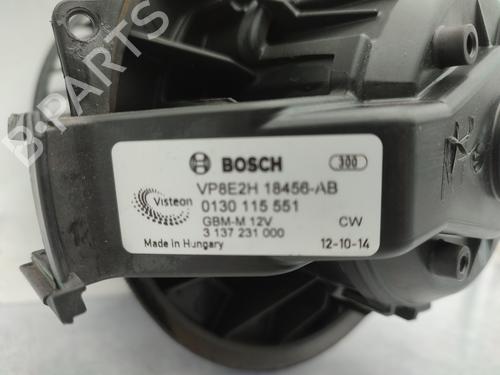 B-PARTS
BOSCH
300
VP8E2H 18456-AB
Visteon
0130 115 551
GBM-M 12V
CW
3 137 231 000
Made in Hungary
12-10-14